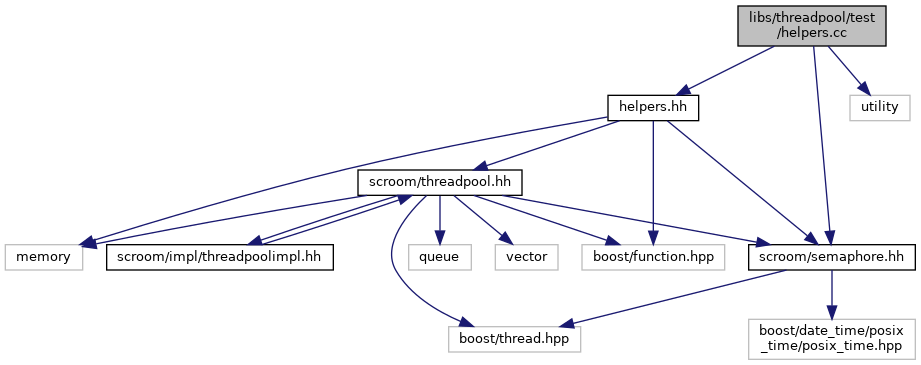 libs/threadpool/test
/helpers.cc
helpers.hh
utility
scroom/threadpool.hh
memory
scroom/impl/threadpoolimpl.hh
queue
vector
boost/function.hpp
scroom/semaphore.hh
boost/thread.hpp
boost/date_time/posix
_time/posix_time.hpp